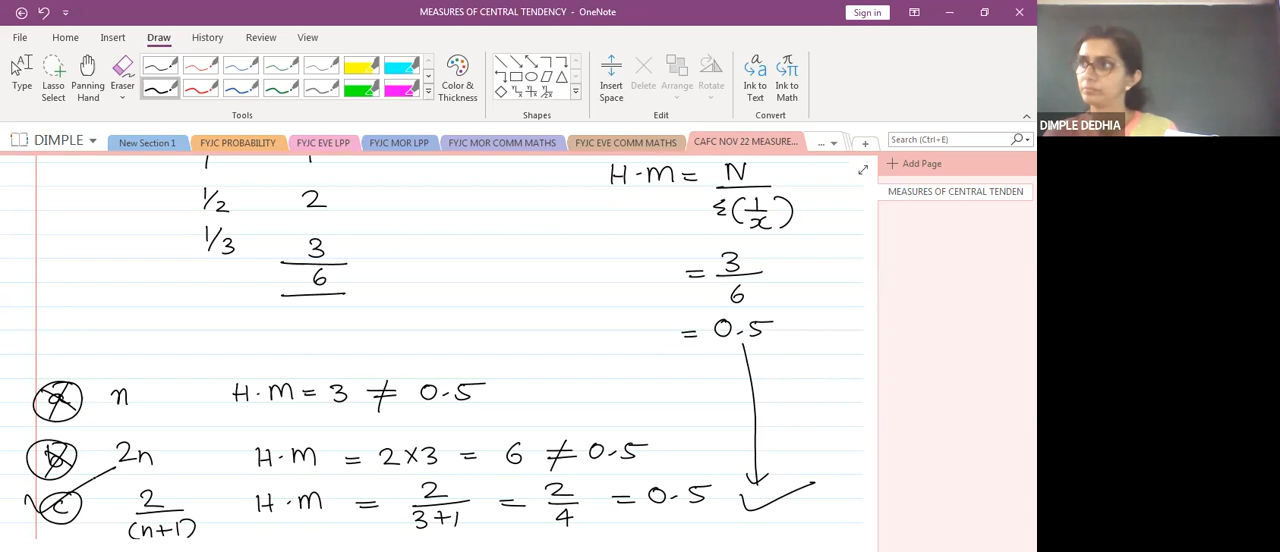 MEASURES OF CENTRAL TENDENCY - OneNote
Sign in
File Home Insert Draw History Review View
Type Lasso Select Panning Hand Eraser
Color & Thickness
Insert Space Delete Arrange Rotate
Ink to Text Ink to Math
Tools Shapes Edit Convert
DIMPLE New Section 1 FYJC PROBABILITY FYJC EVE LPP FYJC MOR LPP FYJC MOR COMM MATHS FYJC EVE COMM MATHS CAFC NOV 22 MEASURE... ... Search (Ctrl+E)
Add Page
MEASURES OF CENTRAL TENDEN
DIMPLE DEDHIA
1/2 2
1/3 3
6
H.M = N / Σ(1/x)
= 3/6
= 0.5
a n H.M = 3 ≠ 0.5
b 2n H.M = 2×3 = 6 ≠ 0.5
c 2/(n+1) H.M = 2/3+1 = 2/4 = 0.5 ✓